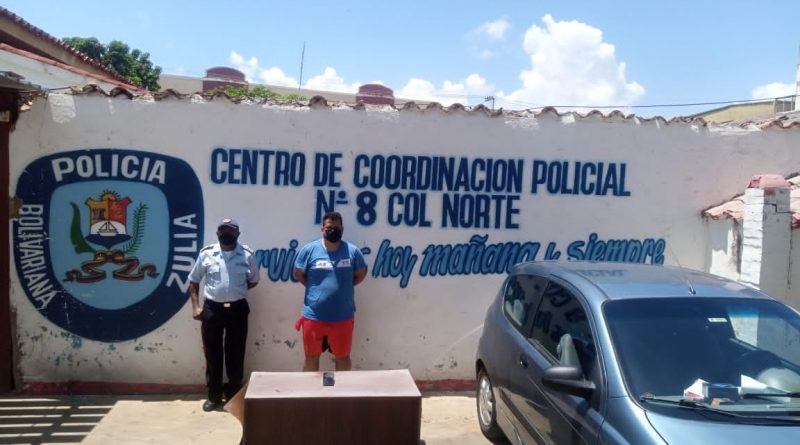 POLICIA
BOLIVARIANA
ZULIA
CENTRO DE COORDINACION POLICIAL
Nº 8 COL NORTE
hoy mañana y siempre